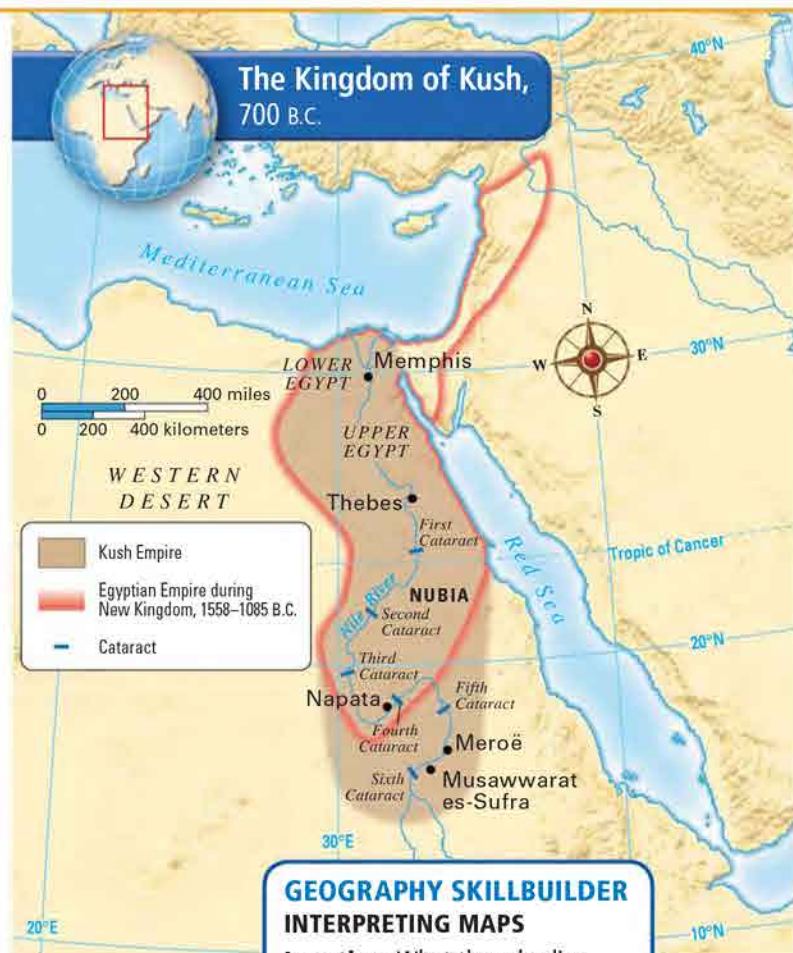 The Kingdom of Kush,
700 B.C.
40°N
Mediterranean Sea
N
W
E
S
30°N
LOWER
EGYPT
Memphis
0 200 400 miles
0 200 400 kilometers
UPPER
EGYPT
WESTERN
DESERT
Thebes
First
Cataract
Red Sea
Tropic of Cancer
Kush Empire
Egyptian Empire during
New Kingdom, 1558–1085 B.C.
Cataract
Nile River
NUBIA
Second
Cataract
20°N
Third
Cataract
Napata
Fifth
Cataract
Fourth
Cataract
Meroë
Sixth
Cataract
Musawwarat
es-Sufra
30°E
GEOGRAPHY SKILLBUILDER
INTERPRETING MAPS
20°E
10°N